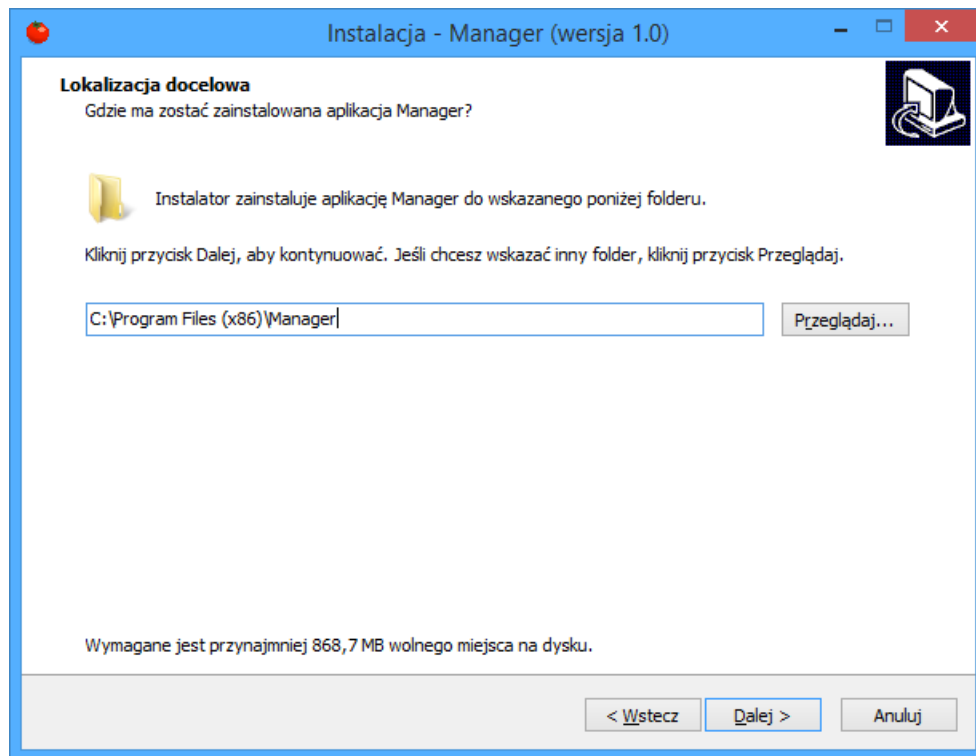 Instalacja - Manager (wersja 1.0)
Lokalizacja docelowa
Gdzie ma zostać zainstalowana aplikacja Manager?
Instalator zainstaluje aplikację Manager do wskazanego poniżej folderu.
Kliknij przycisk Dalej, aby kontynuować. Jeśli chcesz wskazać inny folder, kliknij przycisk Przeglądaj.
C:\Program Files (x86)\Manager
Przeglądaj...
Wymagane jest przynajmniej 868,7 MB wolnego miejsca na dysku.
< Wstecz
Dalej >
Anuluj